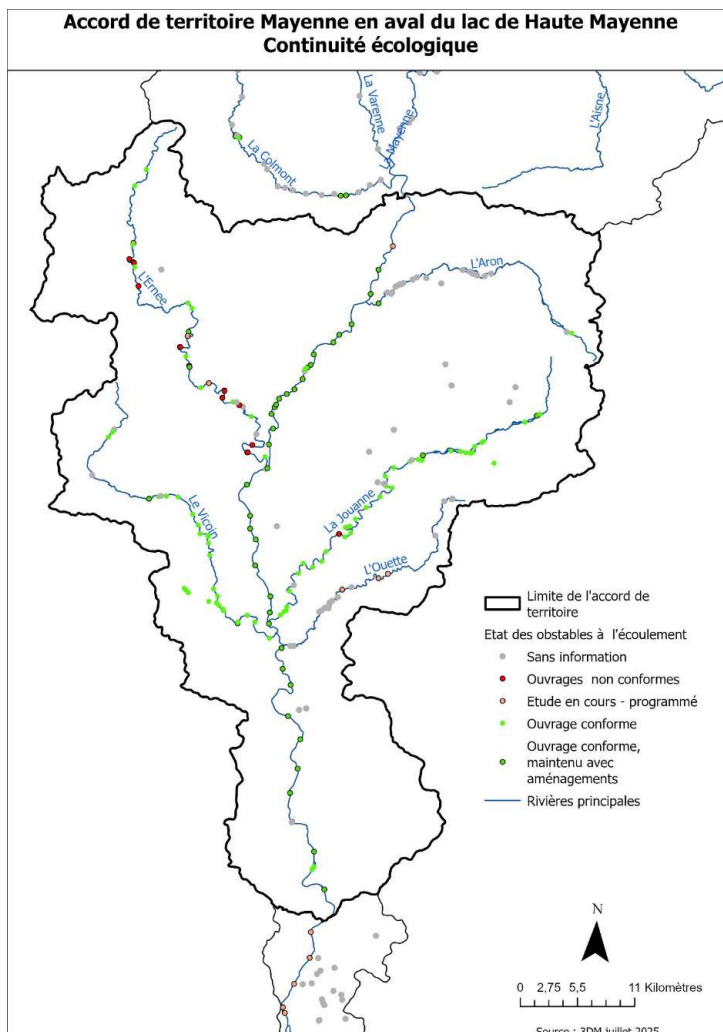 Accord de territoire Mayenne en aval du lac de Haute Mayenne
Continuité écologique
La Varenne
La Mayenne
L'Aisne
La Colmont
L'Aron
L'Ernee
La Jouanne
Le Vicoin
L'Ouette
Limite de l'accord de
territoire
Etat des obstables à l'écoulement
Sans information
Ouvrages non conformes
Etude en cours - programmé
Ouvrage conforme
Ouvrage conforme,
maintenu avec
aménagements
Rivières principales
N
0 2,75 5,5 11 Kilomètres
Source : 3DM juillet 2025